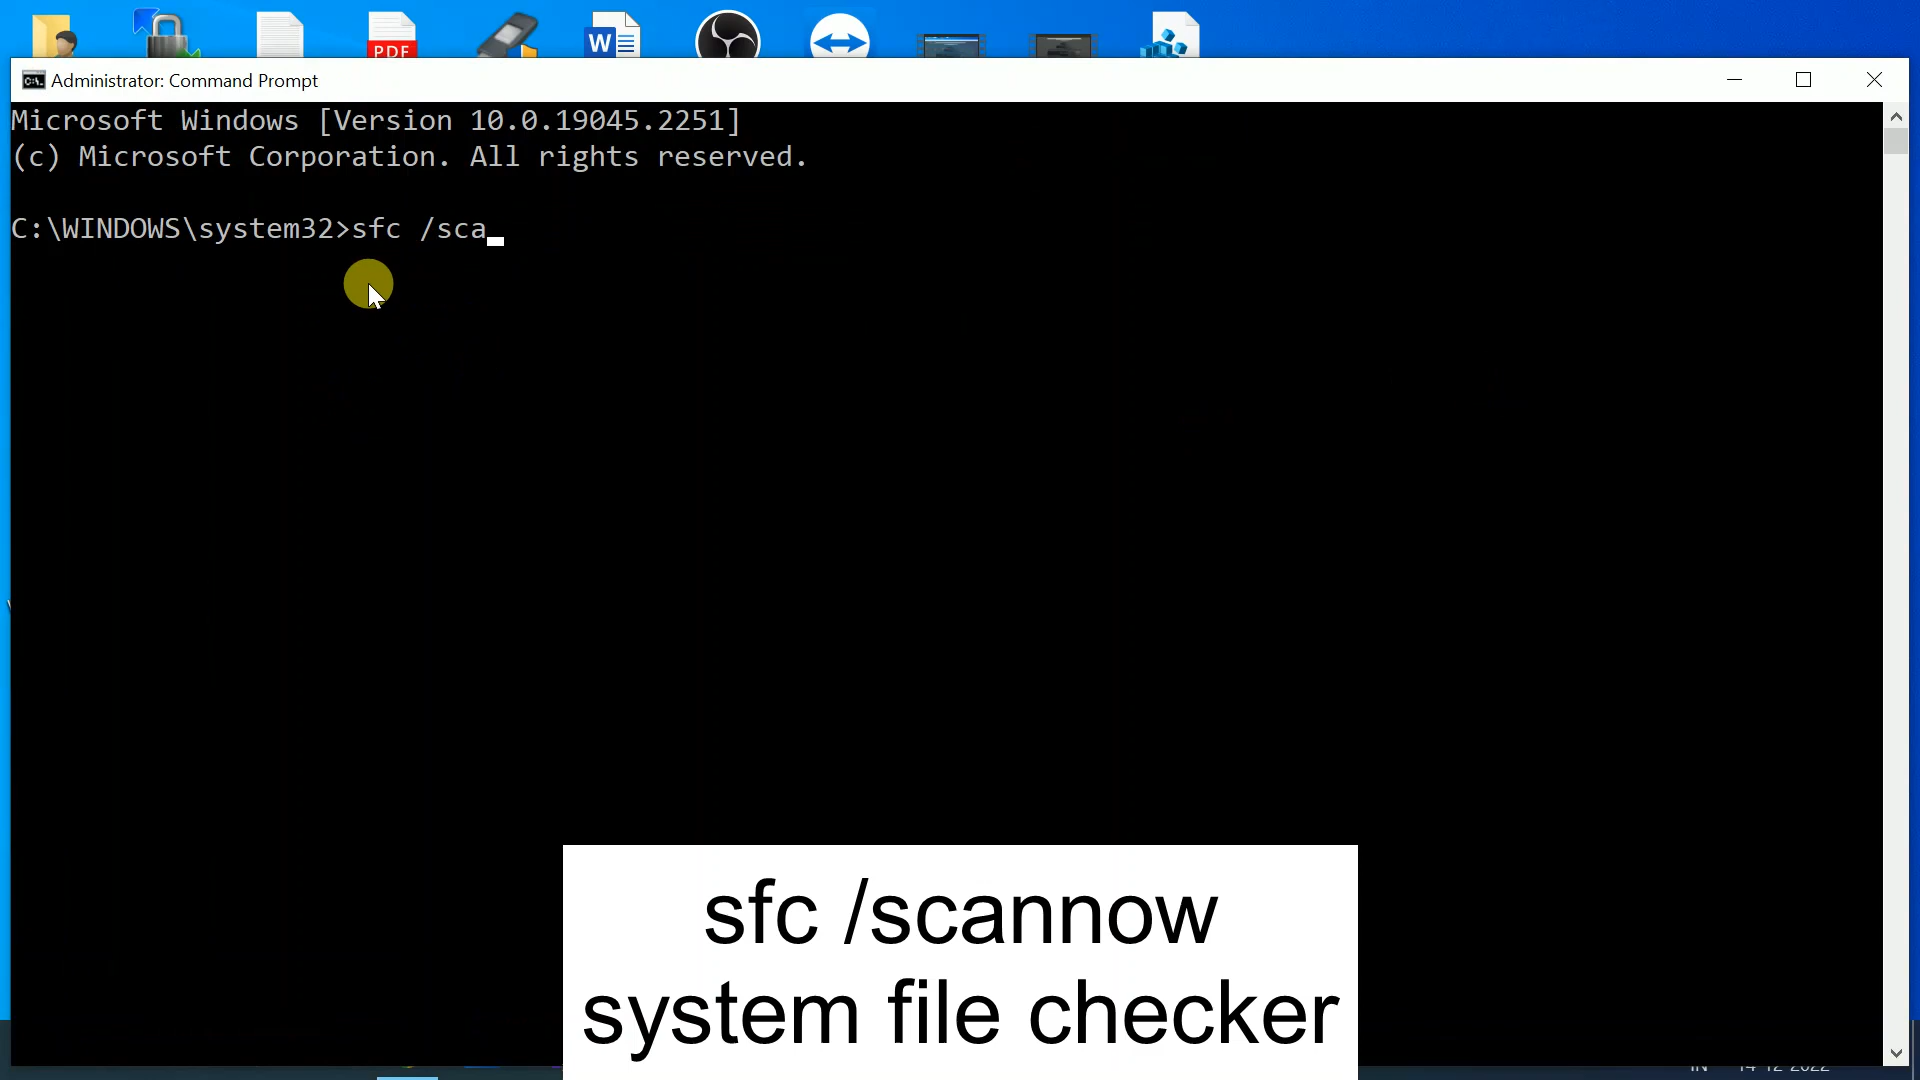 PDF
W
Administrator: Command Prompt
Microsoft Windows [Version 10.0.19045.2251]
(c) Microsoft Corporation. All rights reserved.
C:\WINDOWS\system32>sfc /sca
sfc /scannow
system file checker